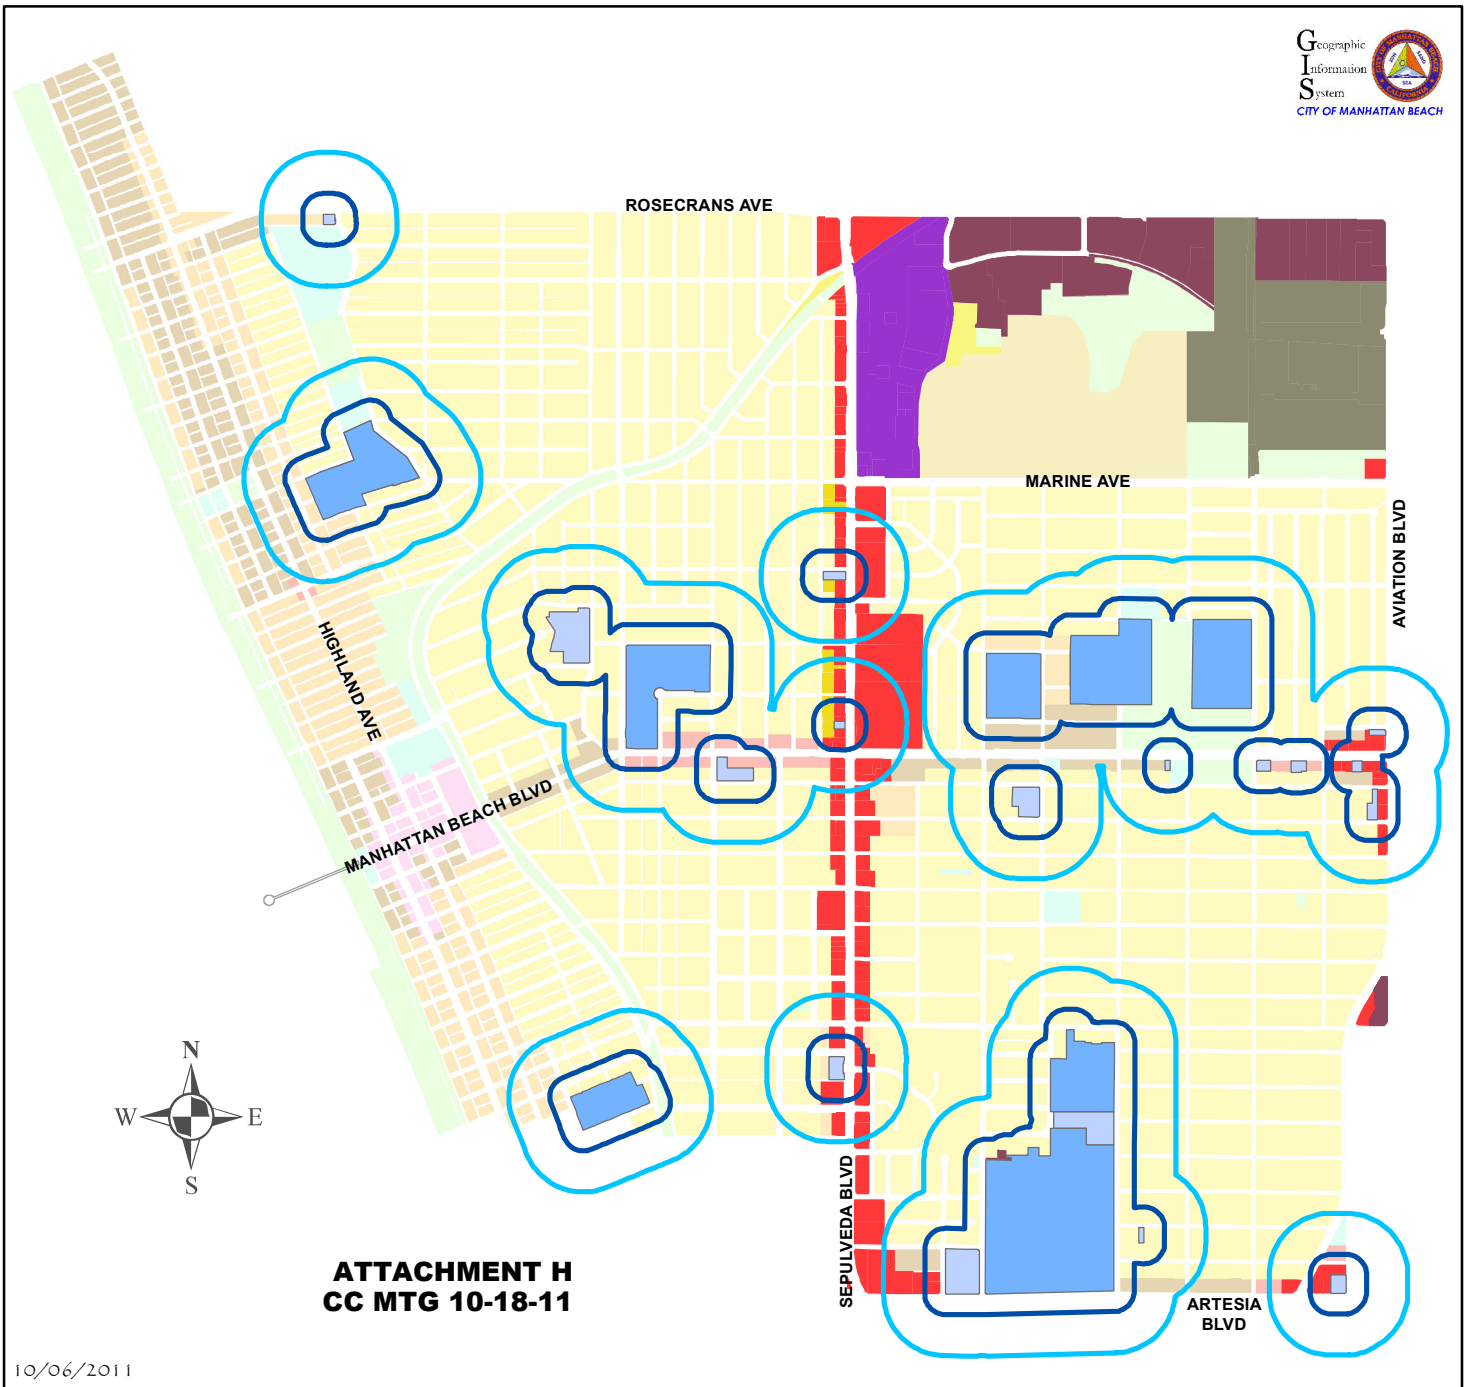 Geographic
Information
System
CITY OF MANHATTAN BEACH
ROSECRANS AVE
MARINE AVE
AVIATION BLVD
HIGHLAND AVE
MANHATTAN BEACH BLVD
N
W E
S
SEPULVEDA BLVD
ATTACHMENT H
CC MTG 10-18-11
ARTESIA
BLVD
10/06/2011